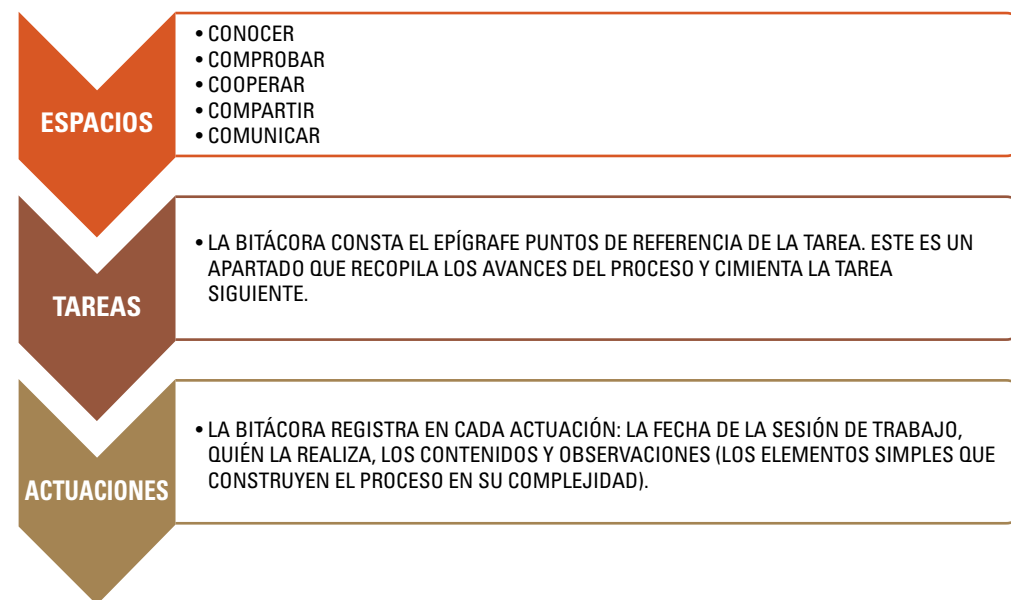 ESPACIOS
• CONOCER
• COMPROBAR
• COOPERAR
• COMPARTIR
• COMUNICAR
TAREAS
• LA BITÁCORA CONSTA EL EPÍGRAFE PUNTOS DE REFERENCIA DE LA TAREA. ESTE ES UN
APARTADO QUE RECOPILA LOS AVANCES DEL PROCESO Y CIMIENTA LA TAREA
SIGUIENTE.
ACTUACIONES
• LA BITÁCORA REGISTRA EN CADA ACTUACIÓN: LA FECHA DE LA SESIÓN DE TRABAJO,
QUIÉN LA REALIZA, LOS CONTENIDOS Y OBSERVACIONES (LOS ELEMENTOS SIMPLES QUE
CONSTRUYEN EL PROCESO EN SU COMPLEJIDAD).